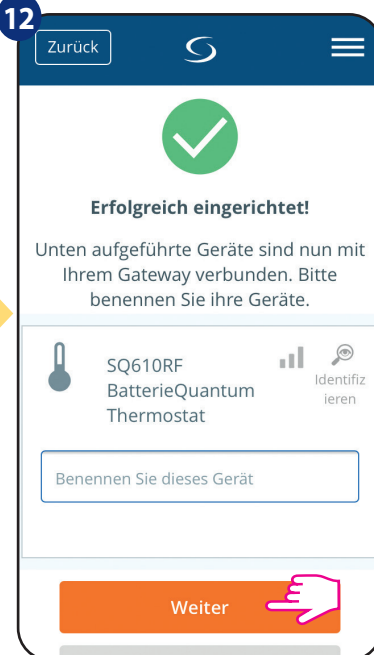 12
Zurück
Erfolgreich eingerichtet!
Unten aufgeführte Geräte sind nun mit
Ihrem Gateway verbunden. Bitte
benennen Sie ihre Geräte.
SQ610RF
BatterieQuantum
Thermostat
Identifiz
ieren
Benennen Sie dieses Gerät
Weiter